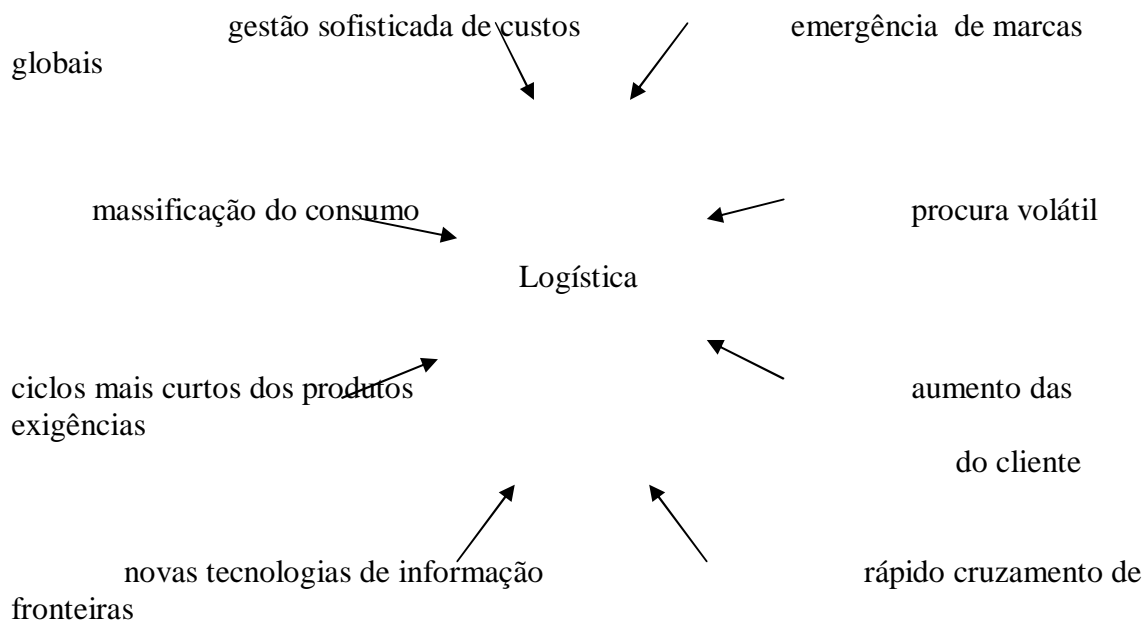 gestão sofisticada de custos emergência de marcas
globais
massificação do consumo procura volátil
Logística
ciclos mais curtos dos produtos aumento das
exigências
do cliente
novas tecnologias de informação rápido cruzamento de
fronteiras